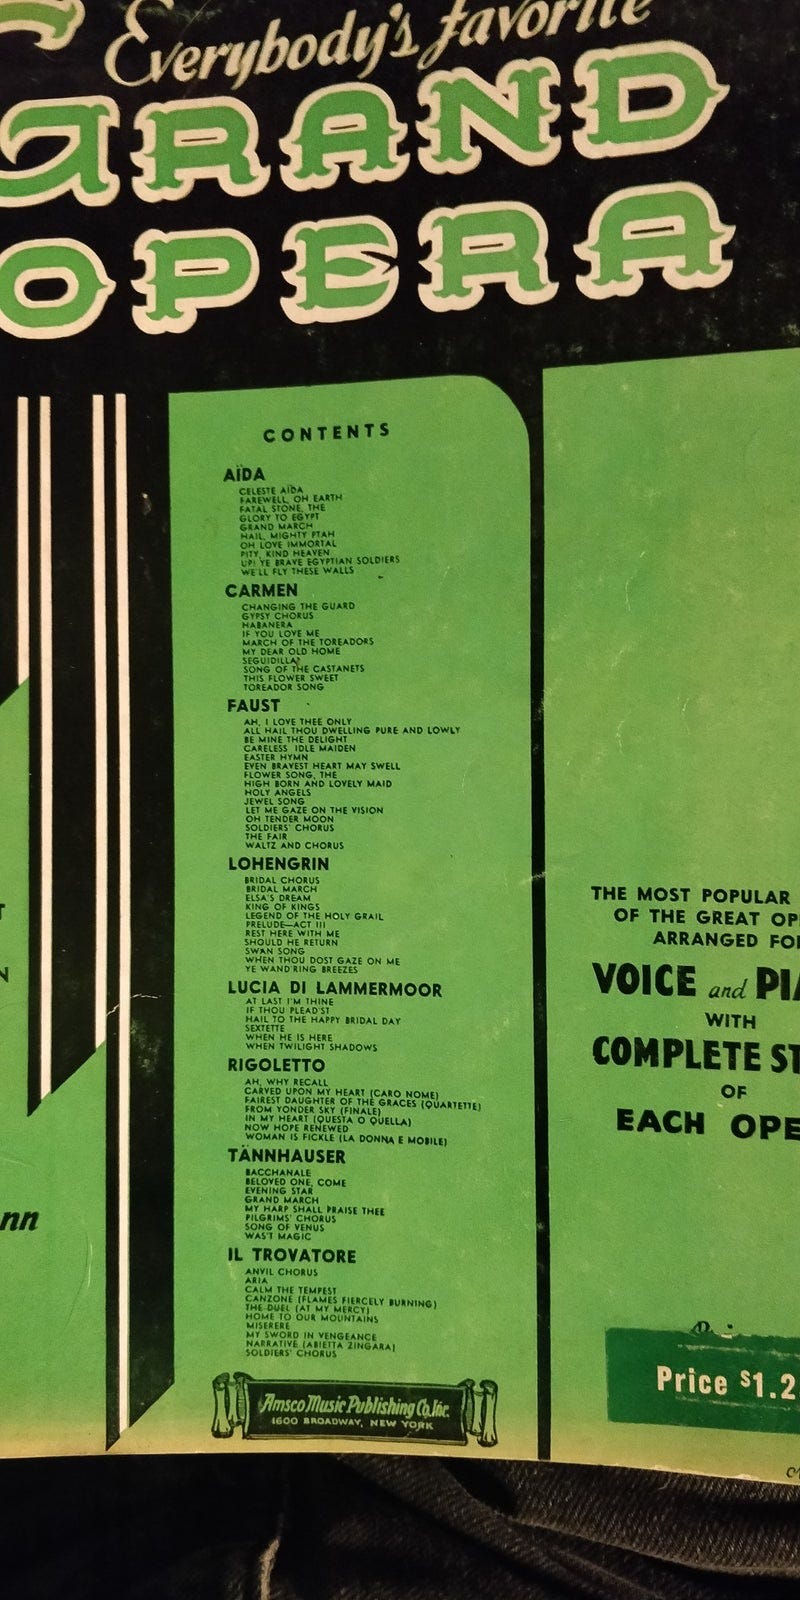 Everybody's favorite
GRAND
OPERA
CONTENTS
AÏDA
CELESTE AÏDA
FAREWELL, OH EARTH
FATAL STONE, THE
GLORY TO EGYPT
GRAND MARCH
HAIL, MIGHTY PTAH
OH LOVE IMMORTAL
PITY, KIND HEAVEN
UP! YE BRAVE EGYPTIAN SOLDIERS
WE'LL FLY THESE WALLS
CARMEN
CHANGING THE GUARD
GYPSY CHORUS
HABANERA
IF YOU LOVE ME
MARCH OF THE TOREADORS
MY DEAR OLD HOME
SEGUIDILLA
SONG OF THE CASTANETS
THIS FLOWER SWEET
TOREADOR SONG
FAUST
AH, I LOVE THEE ONLY
ALL HAIL THOU DWELLING PURE AND LOWLY
BE MINE THE DELIGHT
CARELESS IDLE MAIDEN
EASTER HYMN
EVEN BRAVEST HEART MAY SWELL
FLOWER SONG, THE
HIGH BORN AND LOVELY MAID
HOLY ANGELS
JEWEL SONG
LET ME GAZE ON THE VISION
OH TENDER MOON
SOLDIERS' CHORUS
THE FAIR
WALTZ AND CHORUS
LOHENGRIN
BRIDAL CHORUS
BRIDAL MARCH
ELSA'S DREAM
KING OF KINGS
LEGEND OF THE HOLY GRAIL
PRELUDE—ACT III
REST HERE WITH ME
SHOULD HE RETURN
SWAN SONG
WHEN THOU DOST GAZE ON ME
YE WAND'RING BREEZES
LUCIA DI LAMMERMOOR
AT LAST I'M THINE
IF THOU PLEAD'ST
HAIL TO THE HAPPY BRIDAL DAY
SEXTETTE
WHEN HE IS HERE
WHEN TWILIGHT SHADOWS
RIGOLETTO
AH, WHY RECALL
CARVED UPON MY HEART (CARO NOME)
FAIREST DAUGHTER OF THE GRACES (QUARTETTE)
FROM YONDER SKY (FINALE)
IN MY HEART (QUESTA O QUELLA)
NOW HOPE RENEWED
WOMAN IS FICKLE (LA DONNA E MOBILE)
TÄNNHAUSER
BACCHANALE
BELOVED ONE, COME
EVENING STAR
GRAND MARCH
MY HARP SHALL PRAISE THEE
PILGRIMS' CHORUS
SONG OF VENUS
WAS'T MAGIC
IL TROVATORE
ANVIL CHORUS
ARIA
CALM THE TEMPEST
CANZONE (FLAMES FIERCELY BURNING)
THE DUEL (AT MY MERCY)
HOME TO OUR MOUNTAINS
MISERERE
MY SWORD IN VENGEANCE
NARRATIVE (ABIETTA ZINGARA)
SOLDIERS' CHORUS
Amsco Music Publishing Co. Inc.
1600 BROADWAY, NEW YORK
THE MOST POPULAR
OF THE GREAT OP
ARRANGED FO
VOICE and PIA
WITH
COMPLETE ST
OF
EACH OPE
Price $1.2
T
N
nn